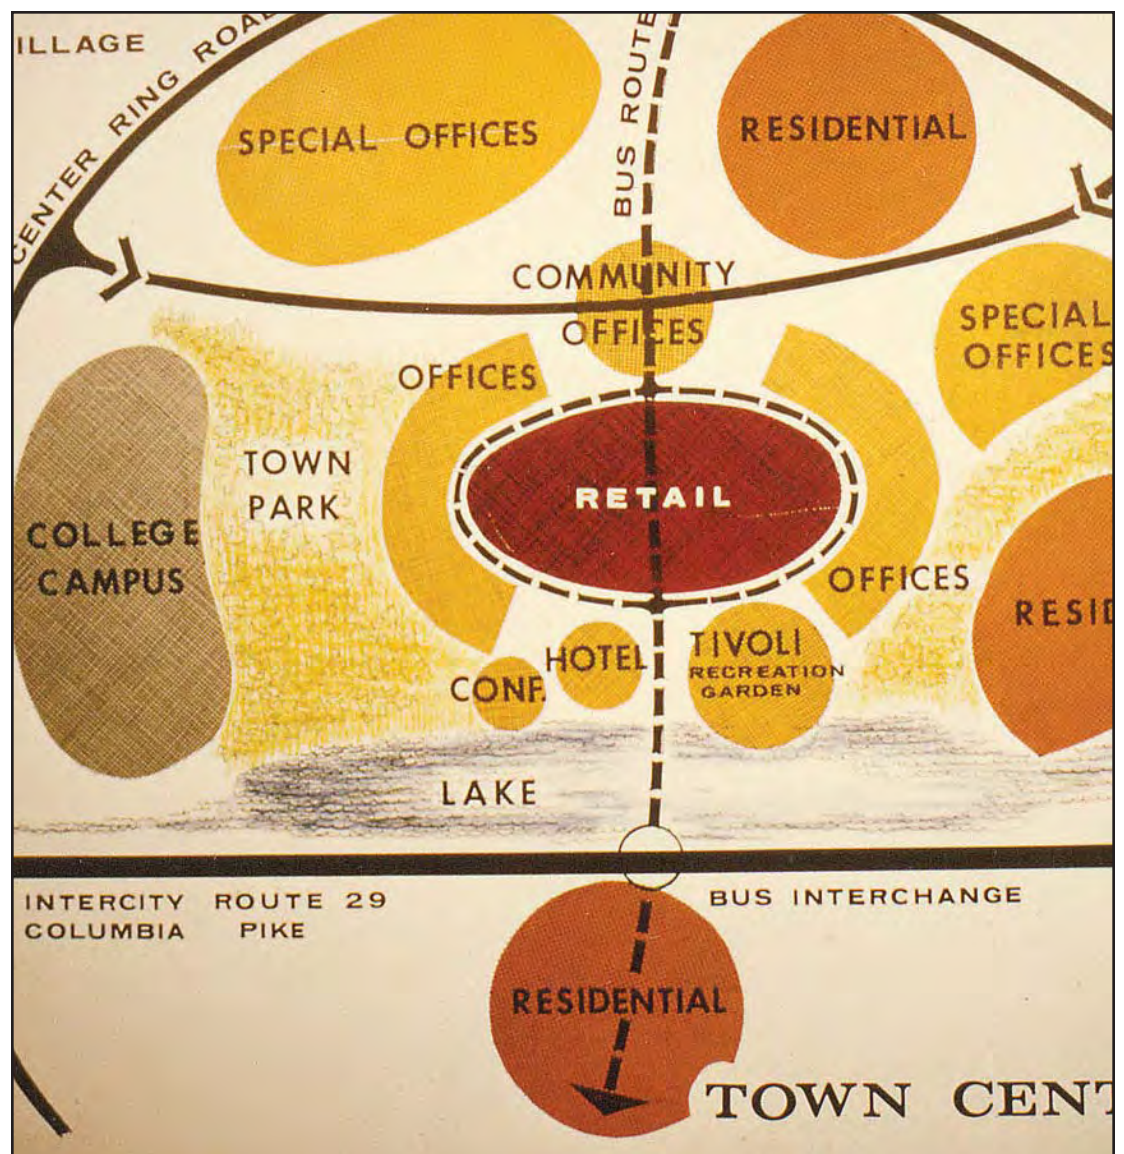 ILLAGE
CENTER RING ROAD
BUS ROUTE
SPECIAL OFFICES
RESIDENTIAL
COMMUNITY
OFFICES
SPECIAL
OFFICES
OFFICES
TOWN
PARK
RETAIL
COLLEGE
CAMPUS
OFFICES
RESID
HOTEL
TIVOLI
RECREATION
GARDEN
CONF.
LAKE
INTERCITY ROUTE 29
COLUMBIA PIKE
BUS INTERCHANGE
RESIDENTIAL
TOWN CENT